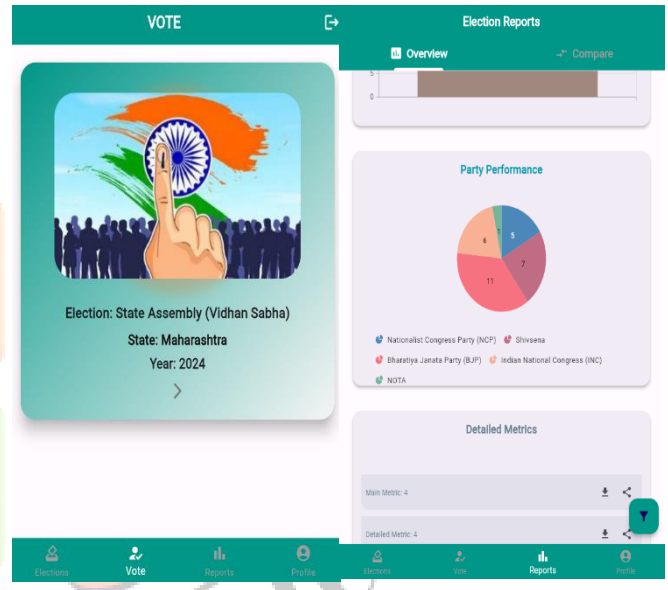 VOTE
Election: State Assembly (Vidhan Sabha)
State: Maharashtra
Year: 2024
Elections Vote Reports Profile
Election Reports
Overview Compare
5
0
Party Performance
5
7
11
6
1
Nationalist Congress Party (NCP) Shivsena
Bharatiya Janata Party (BJP) Indian National Congress (INC)
NOTA
Detailed Metrics
Main Metric: 4
Detailed Metric: 4
Elections Vote Reports Profile